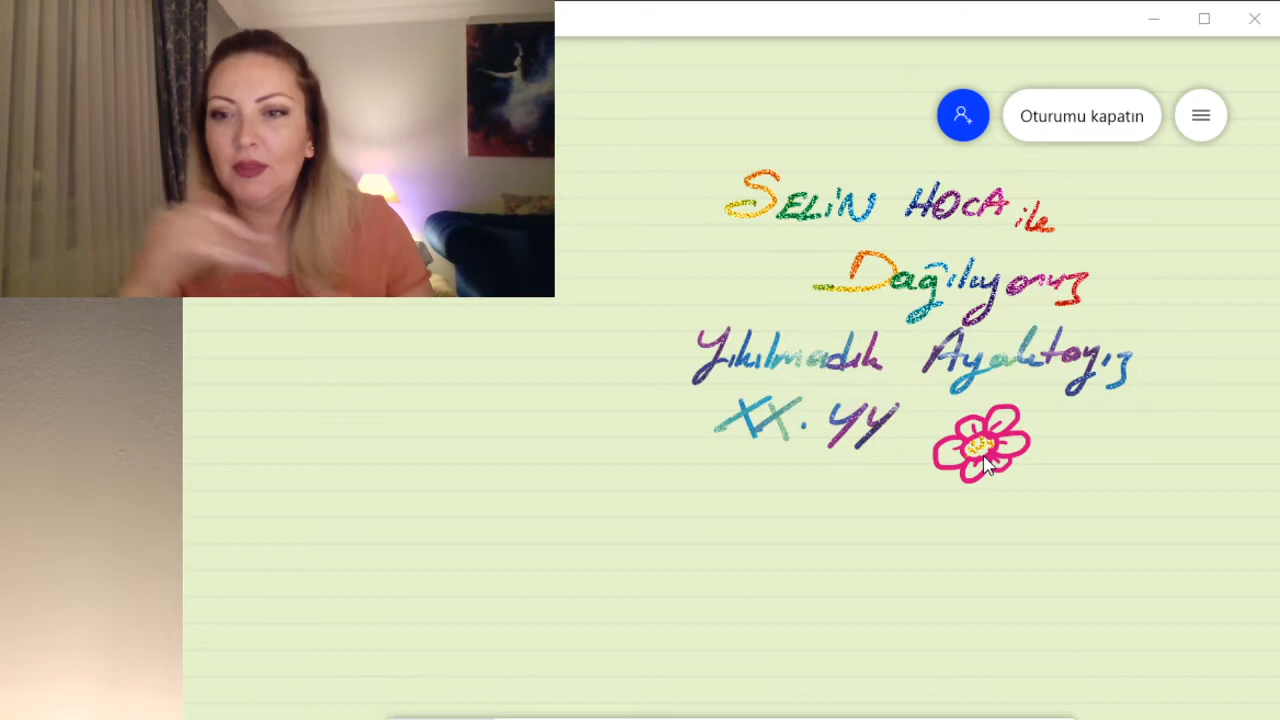 Oturumu kapatın
SELİN HOCA ile
Dağılıyoruz
Yıkılmadık Ayaktayız
XX. yy